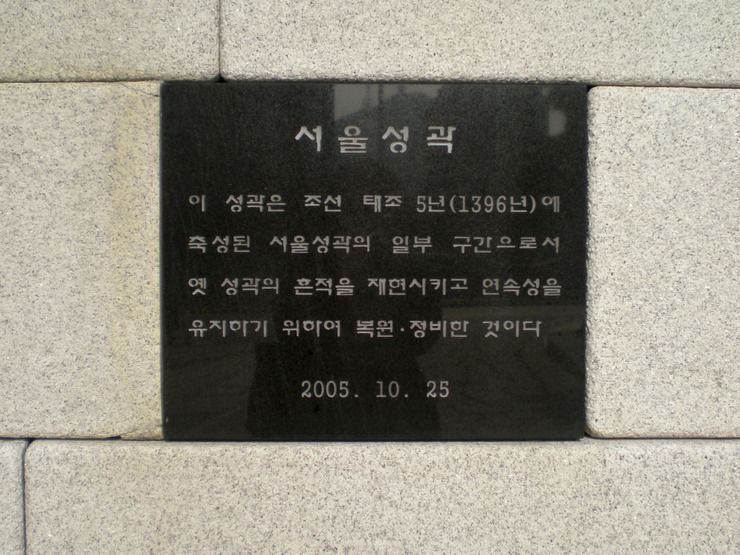 서울성곽
이 성곽은 조선 태조 5년(1396년)에
축성된 서울성곽의 일부 구간으로서
옛 성곽의 흔적을 재현시키고 연속성을
유지하기 위하여 복원·정비한 것이다
2005. 10. 25